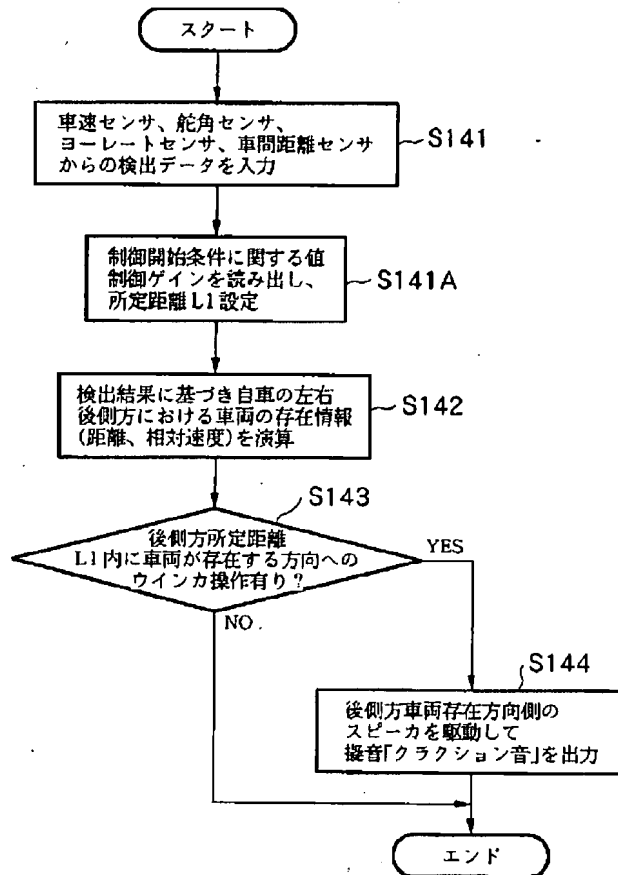 スタート
車速センサ、舵角センサ、
ヨーレートセンサ、車間距離センサ
からの検出データを入力
S141
制御開始条件に関する値
制御ゲインを読み出し、
所定距離L1設定
S141A
検出結果に基づき自車の左右
後側方における車両の存在情報
(距離、相対速度)を演算
S142
S143
後側方所定距離
L1内に車両が存在する方向への
ウインカ操作有り?
YES
NO
S144
後側方車両存在方向側の
スピーカを駆動して
擬音「クラクション音」を出力
エンド